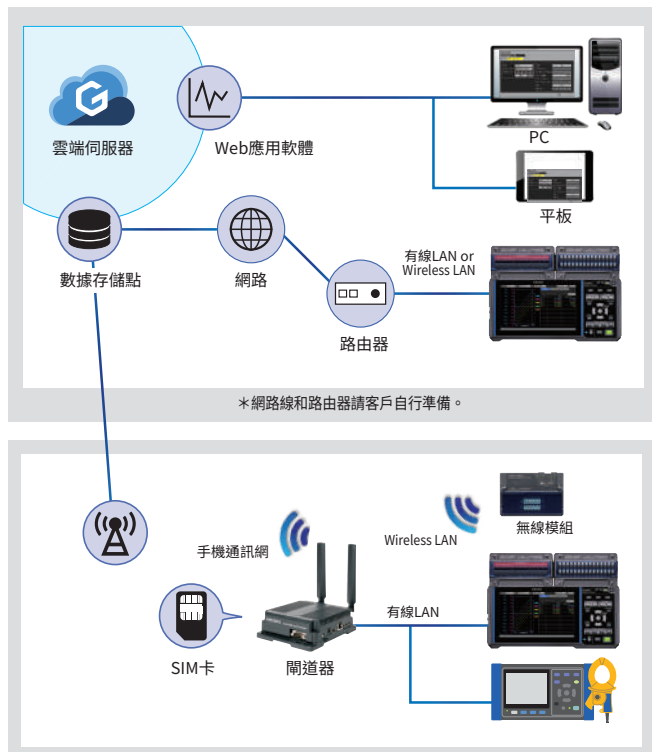 雲端伺服器
Web應用軟體
PC
平板
數據存儲點
網路
有線LAN or
Wireless LAN
路由器
＊網路線和路由器請客戶自行準備。
手機通訊網
Wireless LAN
無線模組
有線LAN
SIM卡
閘道器